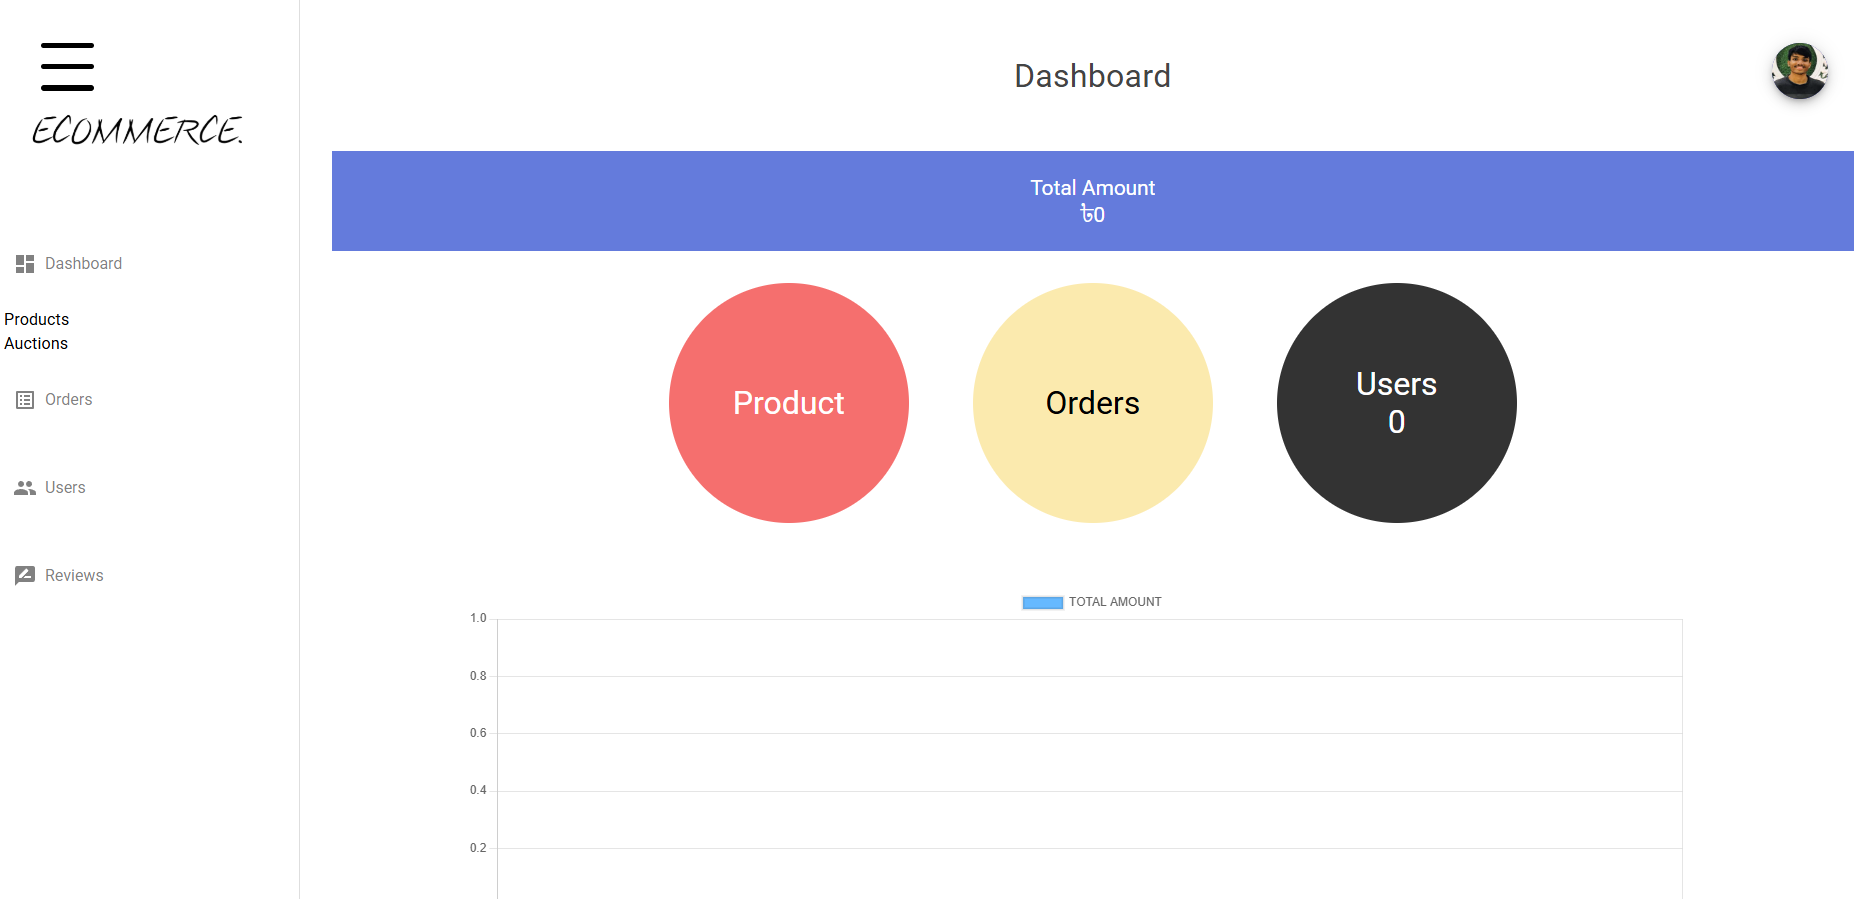 ECOMMERCE.
Dashboard
Products
Auctions
Orders
Users
Reviews
Dashboard
Total Amount
৳0
Product
Orders
Users
0
TOTAL AMOUNT
1.0
0.8
0.6
0.4
0.2